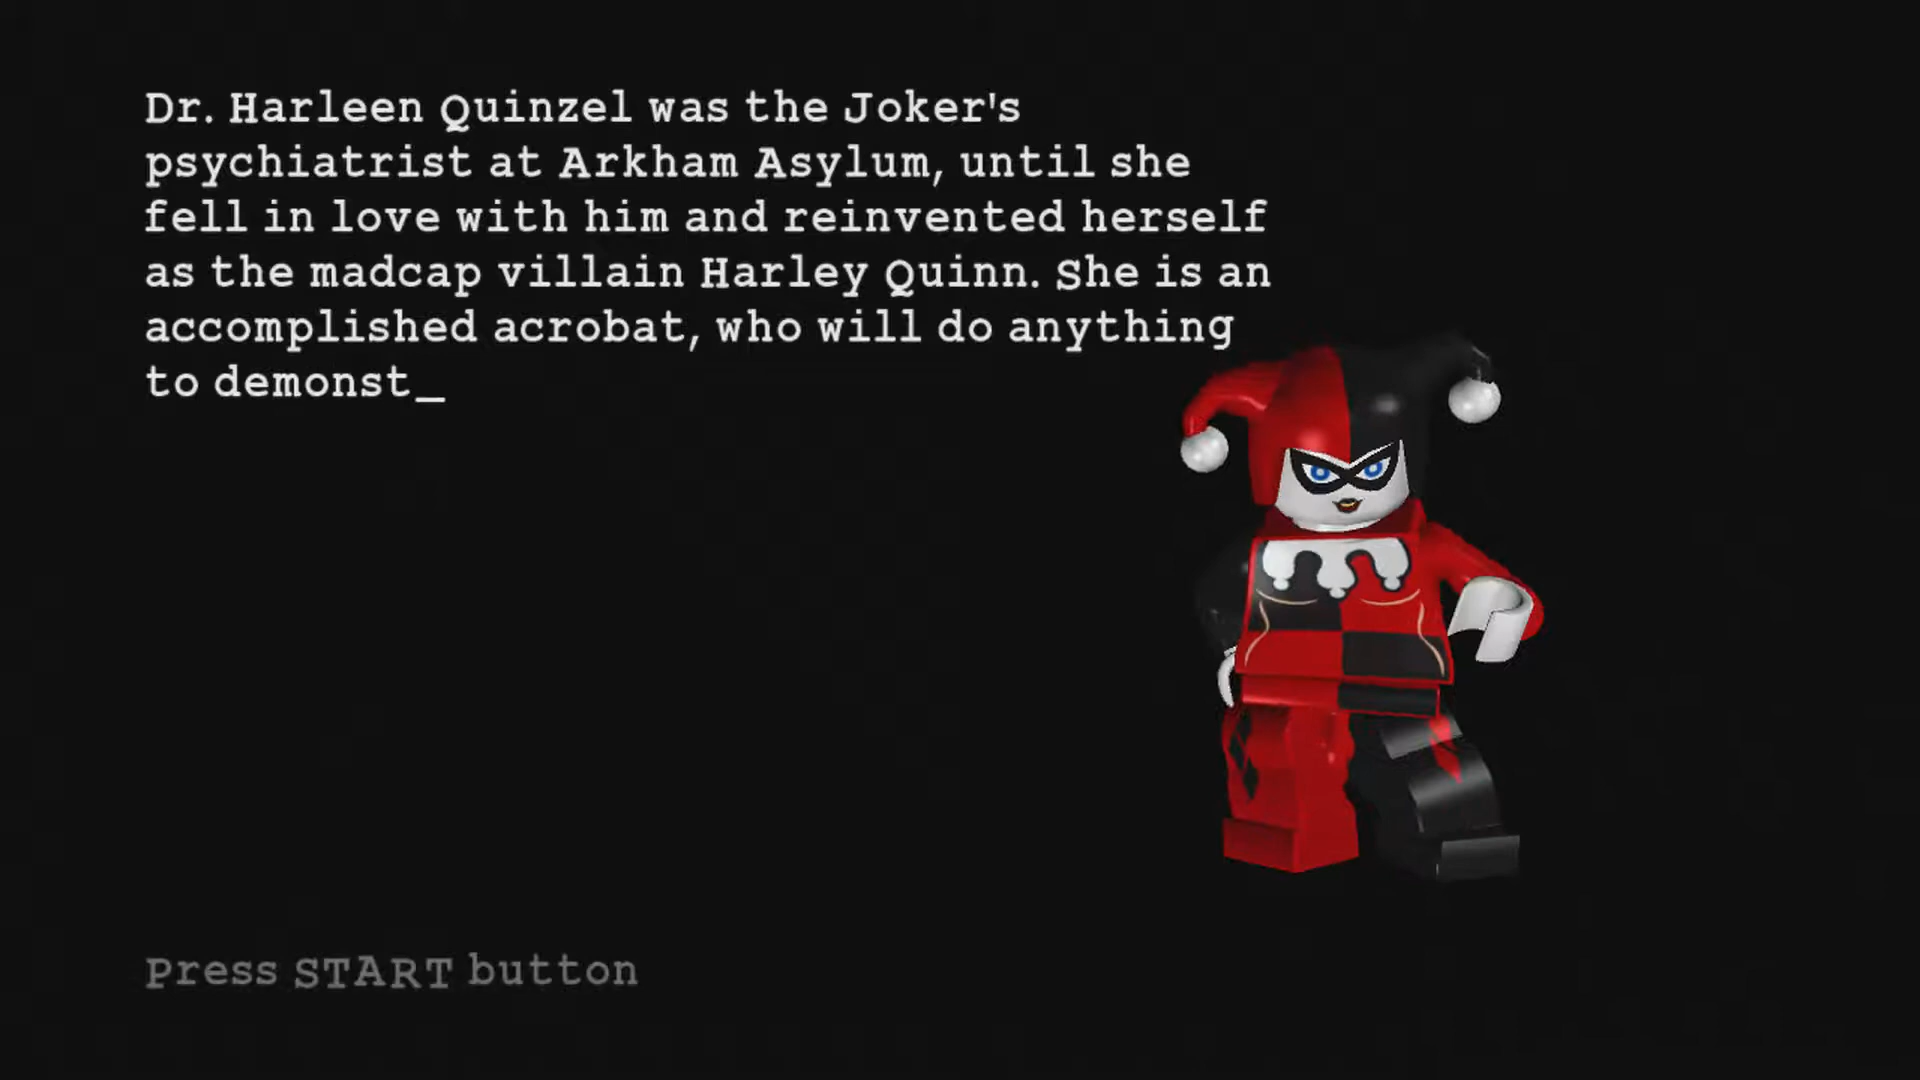 Dr. Harleen Quinzel was the Joker's
psychiatrist at Arkham Asylum, until she
fell in love with him and reinvented herself
as the madcap villain Harley Quinn. She is an
accomplished acrobat, who will do anything
to demonst_
Press START button